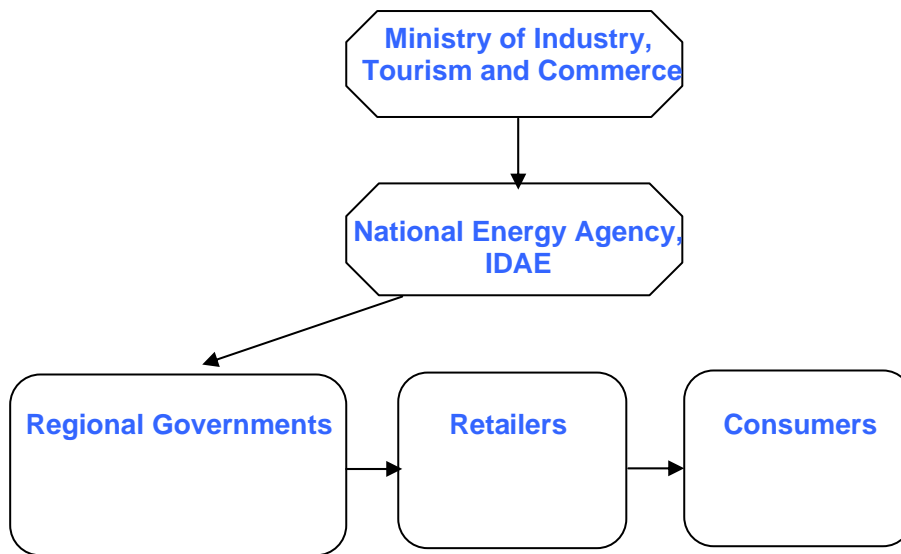 Ministry of Industry,
Tourism and Commerce
National Energy Agency,
IDAE
Regional Governments
Retailers
Consumers